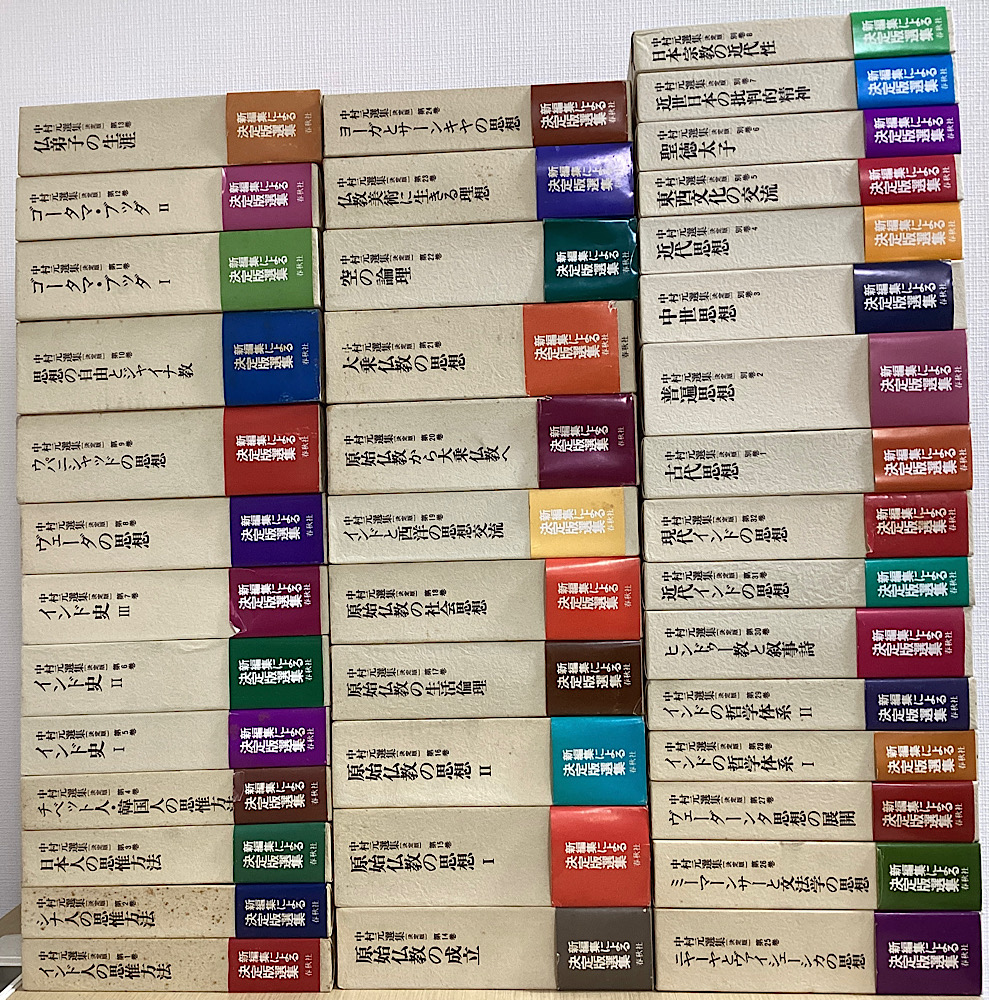 中村元選集 [決定版] 第13巻
仏弟子の生涯
新編集による
決定版選集
春秋社
中村元選集 [決定版] 第12巻
ゴータマ・ブッダ II
新編集による
決定版選集
春秋社
中村元選集 [決定版] 第11巻
ゴータマ・ブッダ I
新編集による
決定版選集
春秋社
中村元選集 [決定版] 第10巻
思想の自由とジャイナ教
新編集による
決定版選集
春秋社
中村元選集 [決定版] 第9巻
ウパニシャッドの思想
新編集による
決定版選集
春秋社
中村元選集 [決定版] 第8巻
ヴェーダの思想
新編集による
決定版選集
春秋社
中村元選集 [決定版] 第7巻
インド史 III
新編集による
決定版選集
春秋社
中村元選集 [決定版] 第6巻
インド史 II
新編集による
決定版選集
春秋社
中村元選集 [決定版] 第5巻
インド史 I
新編集による
決定版選集
春秋社
中村元選集 [決定版] 第4巻
チベット人・韓国人の思惟方法
新編集による
決定版選集
春秋社
中村元選集 [決定版] 第3巻
日本人の思惟方法
新編集による
決定版選集
春秋社
中村元選集 [決定版] 第2巻
シナ人の思惟方法
新編集による
決定版選集
春秋社
中村元選集 [決定版] 第1巻
インド人の思惟方法
新編集による
決定版選集
春秋社
中村元選集 [決定版] 第24巻
ヨーガとサーンキヤの思想
新編集による
決定版選集
春秋社
中村元選集 [決定版] 第23巻
仏教美術に生きる理想
新編集による
決定版選集
春秋社
中村元選集 [決定版] 第22巻
空の論理
新編集による
決定版選集
春秋社
中村元選集 [決定版] 第21巻
大乗仏教の思想
新編集による
決定版選集
春秋社
中村元選集 [決定版] 第20巻
原始仏教から大乗仏教へ
新編集による
決定版選集
春秋社
中村元選集 [決定版] 第19巻
インドと西洋の思想交流
新編集による
決定版選集
春秋社
中村元選集 [決定版] 第18巻
原始仏教の社会思想
新編集による
決定版選集
春秋社
中村元選集 [決定版] 第17巻
原始仏教の生活倫理
新編集による
決定版選集
春秋社
中村元選集 [決定版] 第16巻
原始仏教の思想 II
新編集による
決定版選集
春秋社
中村元選集 [決定版] 第15巻
原始仏教の思想 I
新編集による
決定版選集
春秋社
中村元選集 [決定版] 第14巻
原始仏教の成立
新編集による
決定版選集
春秋社
中村元選集 [決定版] 別巻8
日本宗教の近代性
新編集による
決定版選集
春秋社
中村元選集 [決定版] 別巻7
近世日本の批判的精神
新編集による
決定版選集
春秋社
中村元選集 [決定版] 別巻6
聖徳太子
新編集による
決定版選集
春秋社
中村元選集 [決定版] 別巻5
東西文化の交流
新編集による
決定版選集
春秋社
中村元選集 [決定版] 別巻4
近代思想
新編集による
決定版選集
春秋社
中村元選集 [決定版] 別巻3
中世思想
新編集による
決定版選集
春秋社
中村元選集 [決定版] 別巻2
普遍思想
新編集による
決定版選集
春秋社
中村元選集 [決定版] 別巻1
古代思想
新編集による
決定版選集
春秋社
中村元選集 [決定版] 第32巻
現代インドの思想
新編集による
決定版選集
春秋社
中村元選集 [決定版] 第31巻
近代インドの思想
新編集による
決定版選集
春秋社
中村元選集 [決定版] 第30巻
ヒンドゥー教と叙事詩
新編集による
決定版選集
春秋社
中村元選集 [決定版] 第29巻
インドの哲学体系 II
新編集による
決定版選集
春秋社
中村元選集 [決定版] 第28巻
インドの哲学体系 I
新編集による
決定版選集
春秋社
中村元選集 [決定版] 第27巻
ヴェーダーンタ思想の展開
新編集による
決定版選集
春秋社
中村元選集 [決定版] 第26巻
ミーマーンサーと文法学の思想
新編集による
決定版選集
春秋社
中村元選集 [決定版] 第25巻
ニヤーヤとヴァイシェーシカの思想
新編集による
決定版選集
春秋社